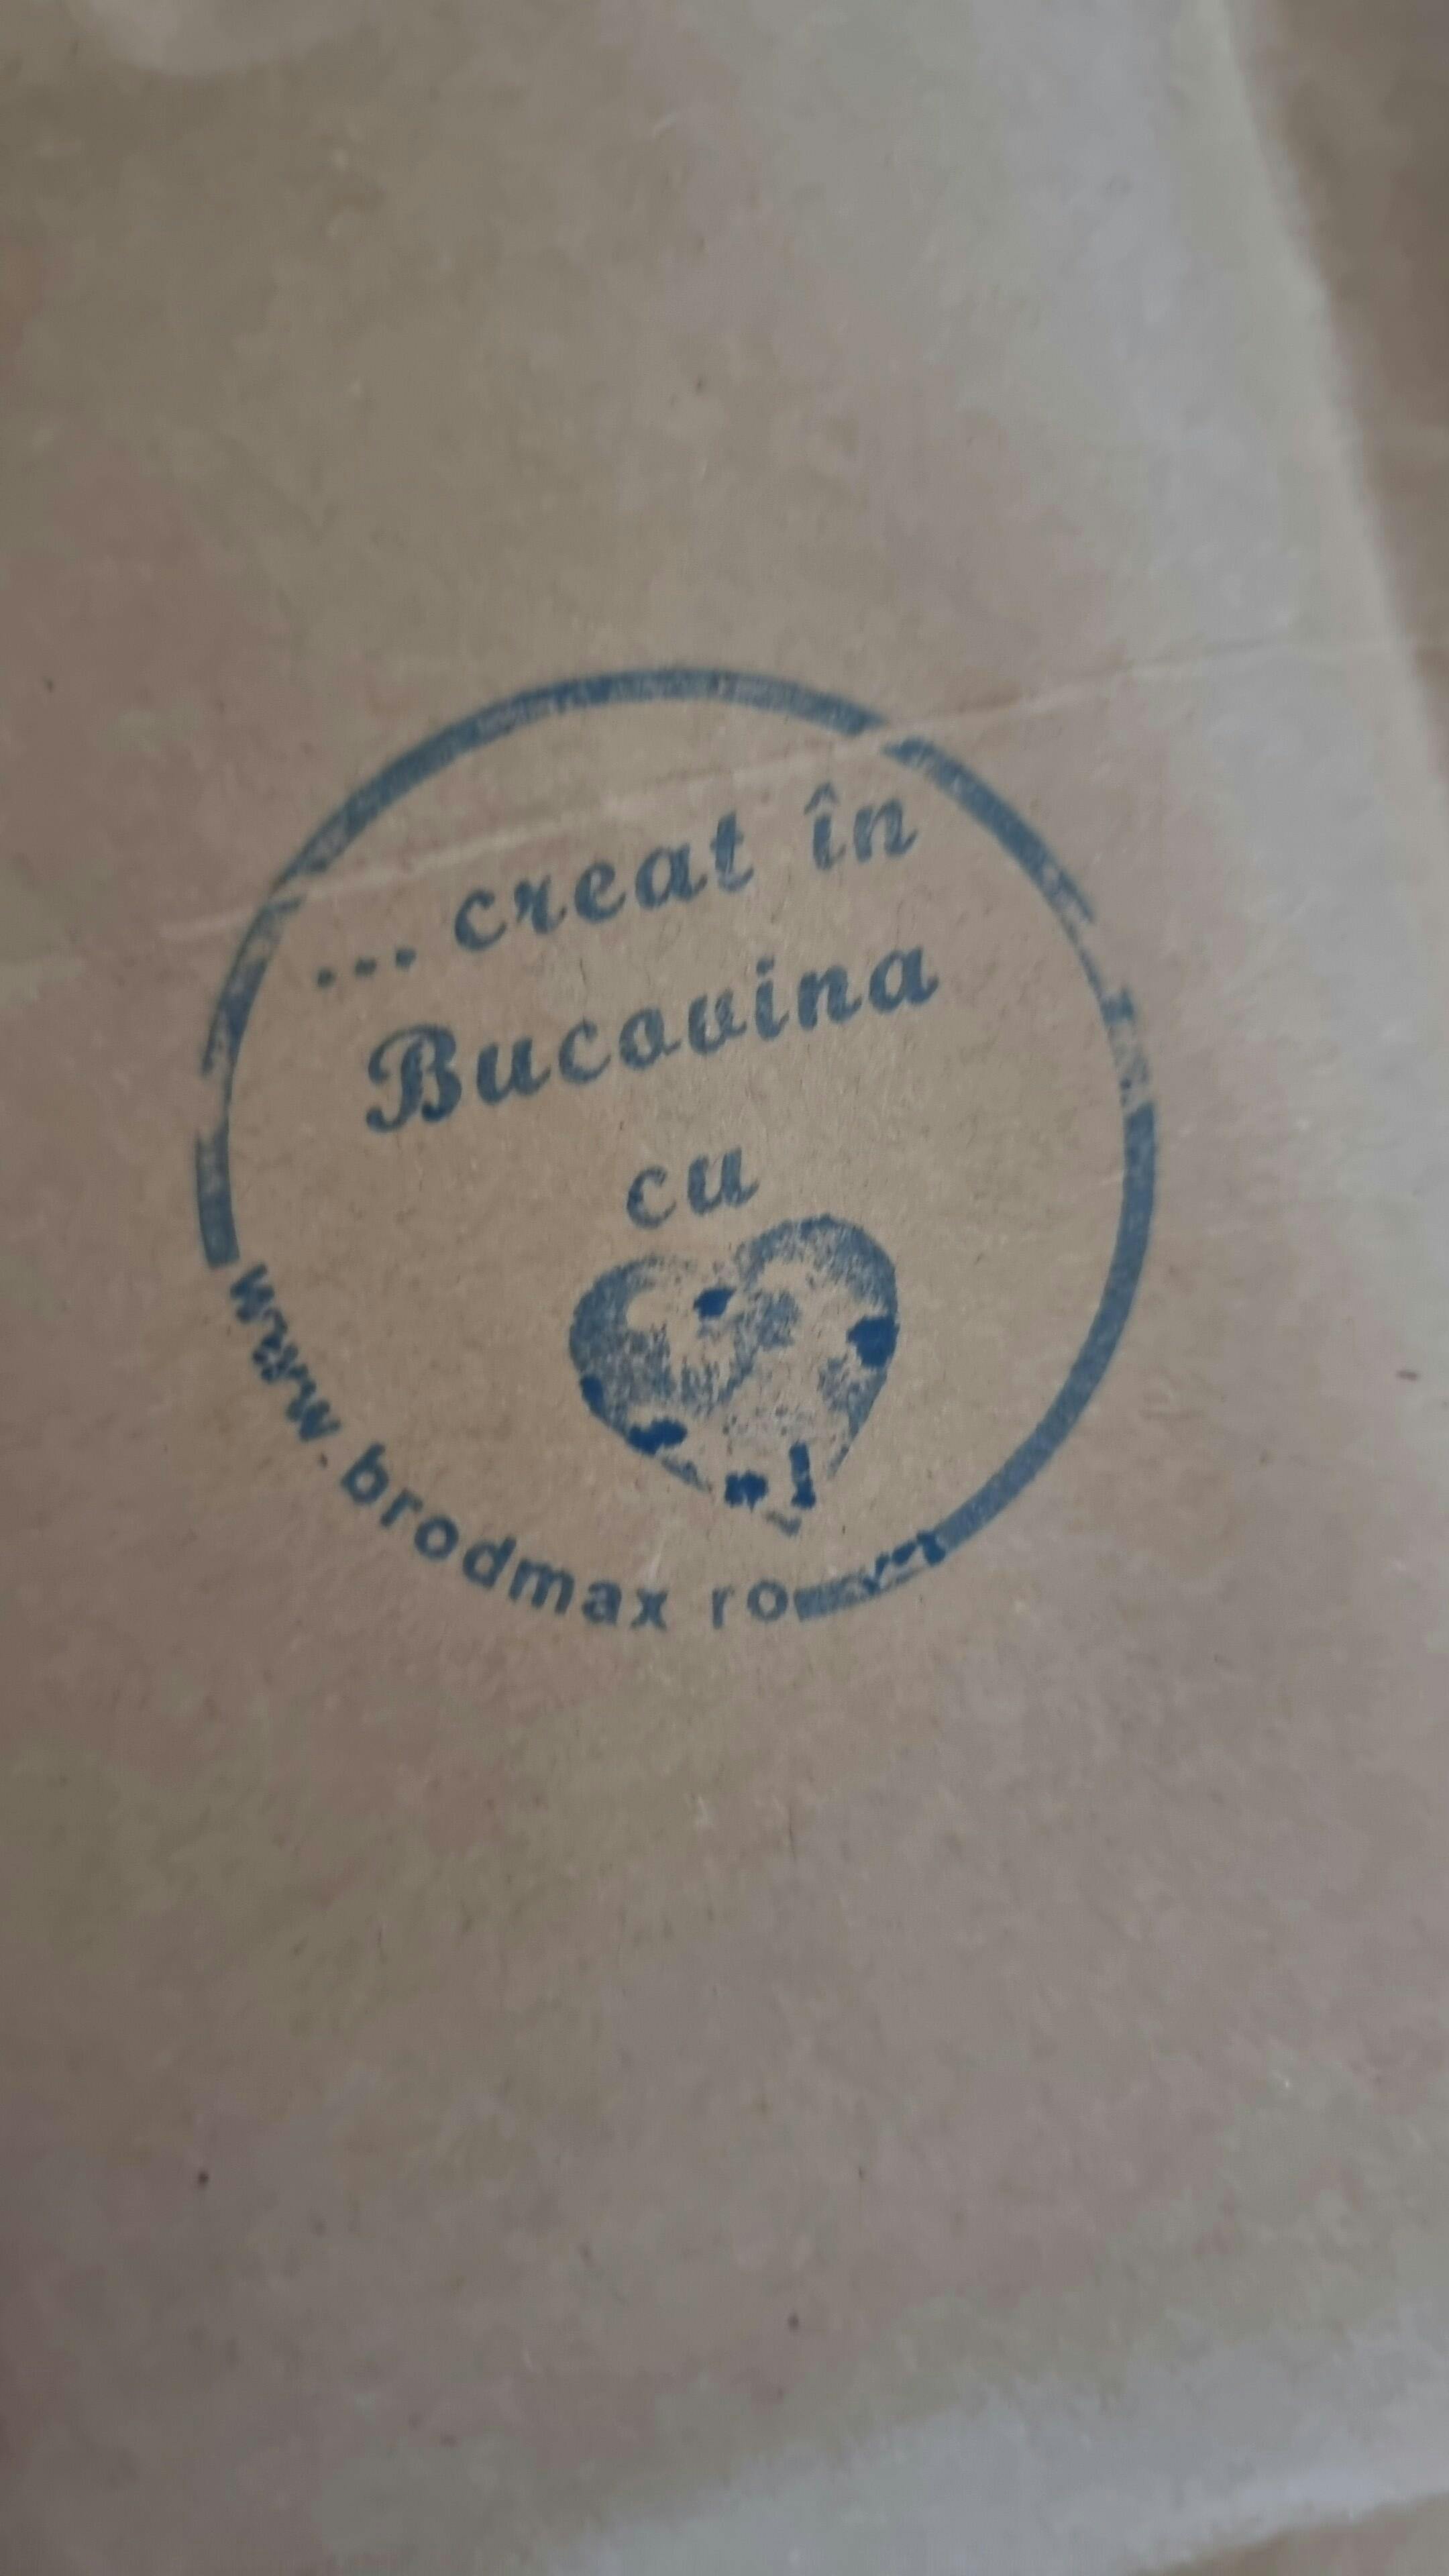 ... creat în
Bucovina
cu
www.brodmax ro